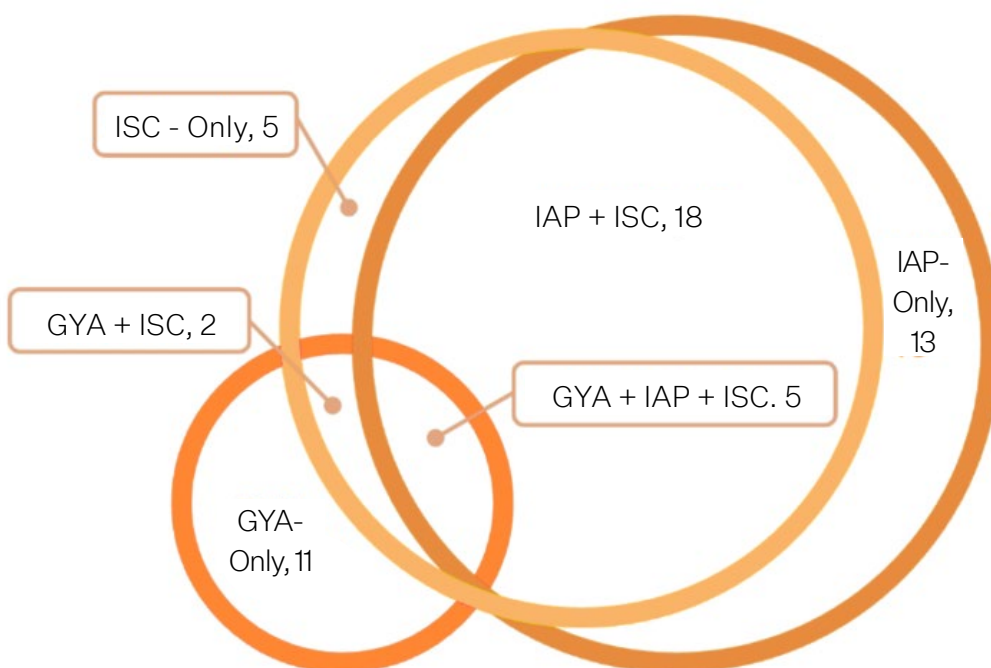 ISC - Only, 5
IAP + ISC, 18
IAP-
Only,
13
GYA + ISC, 2
GYA + IAP + ISC. 5
GYA-
Only, 11